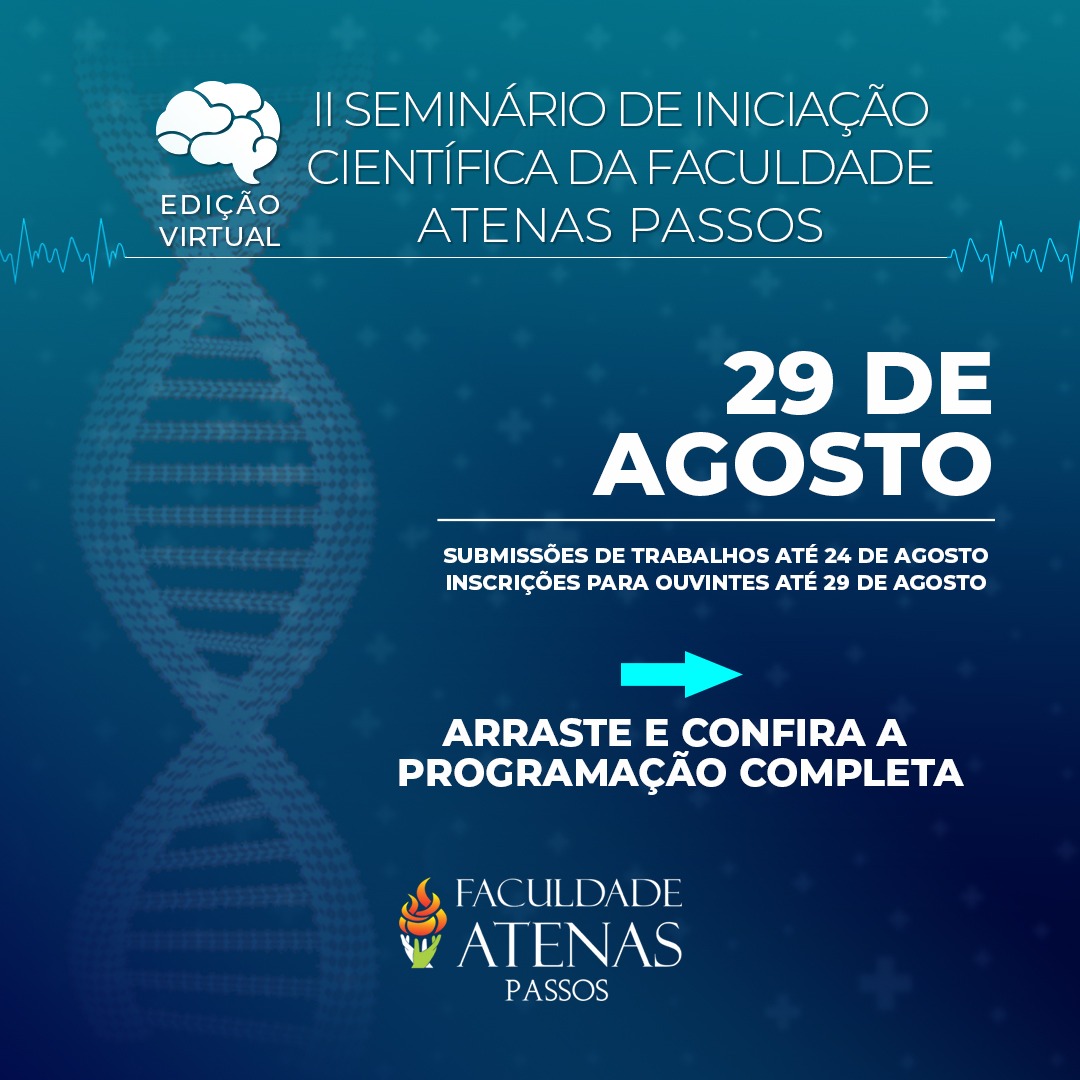 EDIÇÃO
VIRTUAL
II SEMINÁRIO DE INICIAÇÃO
CIENTÍFICA DA FACULDADE
ATENAS PASSOS
29 DE
AGOSTO
SUBMISSÕES DE TRABALHOS ATÉ 24 DE AGOSTO
INSCRIÇÕES PARA OUVINTES ATÉ 29 DE AGOSTO
ARRASTE E CONFIRA A
PROGRAMAÇÃO COMPLETA
FACULDADE
ATENAS
PASSOS